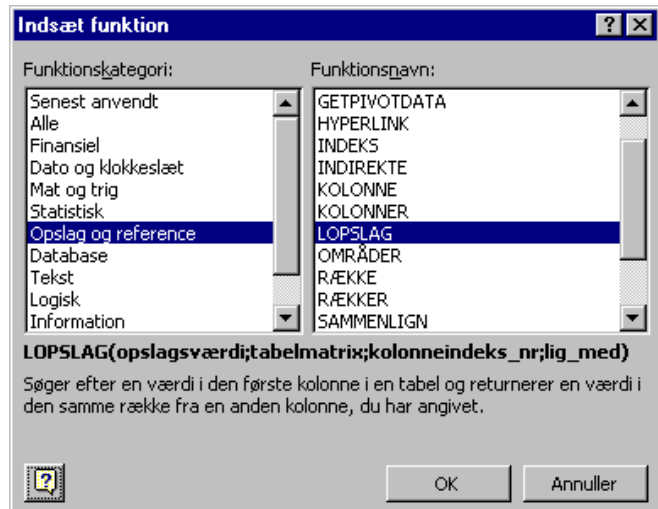 Indsæt funktion
Funktionskategori:
Senest anvendt
Alle
Finansiel
Dato og klokkeslæt
Mat og trig
Statistisk
Opslag og reference
Database
Tekst
Logisk
Information
Funktionsnavn:
GETPIVOTDATA
HYPERLINK
INDEKS
INDIREKTE
KOLONNE
KOLONNER
LOPSLAG
OMRÅDER
RÆKKE
RÆKKER
SAMMENLIGN
LOPSLAG(opslagsværdi;tabelmatrix;kolonneindeks_nr;lig_med)
Søger efter en værdi i den første kolonne i en tabel og returnerer en værdi i
den samme række fra en anden kolonne, du har angivet.
OK
Annuller